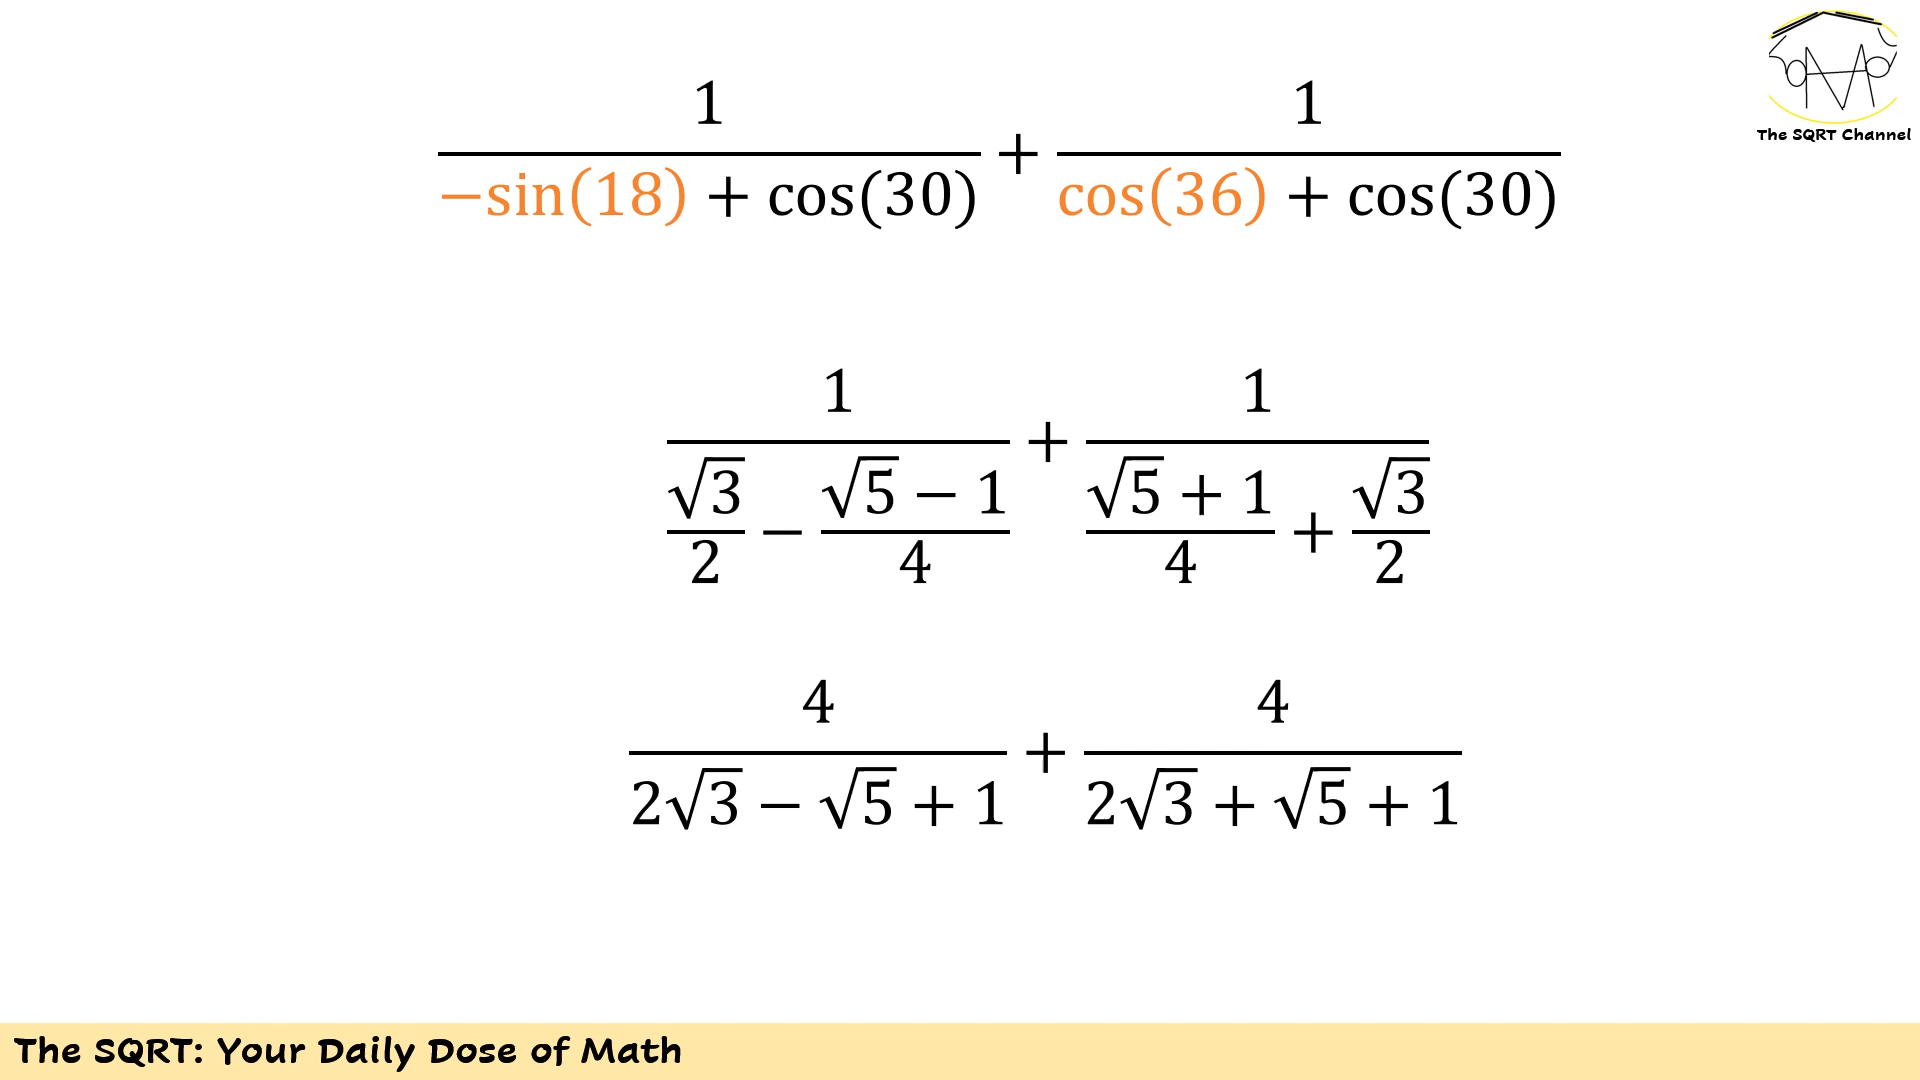 The SQRT Channel
1/(−sin(18) + cos(30)) + 1/(cos(36) + cos(30))
1/(√3/2 − (√5 − 1)/4) + 1/((√5 + 1)/4 + √3/2)
4/(2√3 − √5 + 1) + 4/(2√3 + √5 + 1)
The SQRT: Your Daily Dose of Math